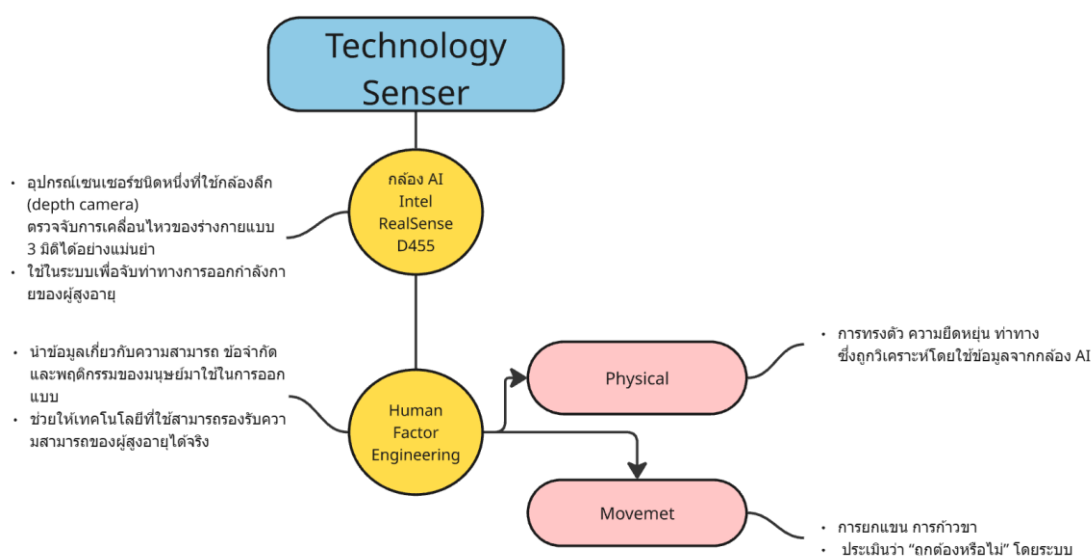 Technology
Senser
กล้อง AI
Intel
RealSense
D455
• อุปกรณ์เซนเซอร์ชนิดหนึ่งที่ใช้กล้องลึก
(depth camera)
ตรวจจับการเคลื่อนไหวของร่างกายแบบ
3 มิติได้อย่างแม่นยำ
• ใช้ในระบบเพื่อจับท่าทางการออกกำลังกา
ยของผู้สูงอายุ
• นำข้อมูลเกี่ยวกับความสามารถ ข้อจำกัด
และพฤติกรรมของมนุษย์มาใช้ในการออก
แบบ
• ช่วยให้เทคโนโลยีที่ใช้สามารถรองรับควา
มสามารถของผู้สูงอายุได้จริง
Human
Factor
Engineering
Physical
• การทรงตัว ความยืดหยุ่น ท่าทาง
ซึ่งถูกวิเคราะห์โดยใช้ข้อมูลจากกล้อง AI
Movemet
• การยกแขน การก้าวขา
• ประเมินว่า “ถูกต้องหรือไม่” โดยระบบ